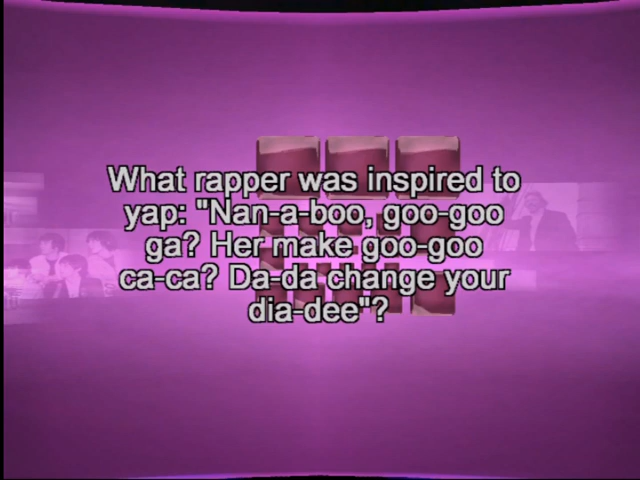 What rapper was inspired to
yap: "Nan-a-boo, goo-goo
ga? Her make goo-goo
ca-ca? Da-da change your
dia-dee"?